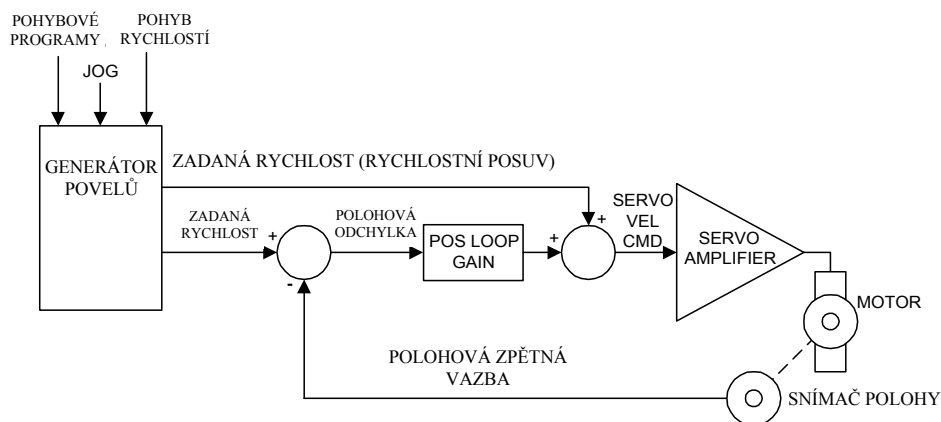 POHYBOVÉ
PROGRAMY
JOG
POHYB
RYCHLOSTÍ
GENERÁTOR
POVELŮ
ZADANÁ RYCHLOST (RYCHLOSTNÍ POSUV)
ZADANÁ
RYCHLOST
+
-
POLOHOVÁ
ODCHYLKA
POS LOOP
GAIN
+
+
SERVO
VEL
CMD
SERVO
AMPLIFIER
MOTOR
POLOHOVÁ ZPĚTNÁ
VAZBA
SNÍMAČ POLOHY